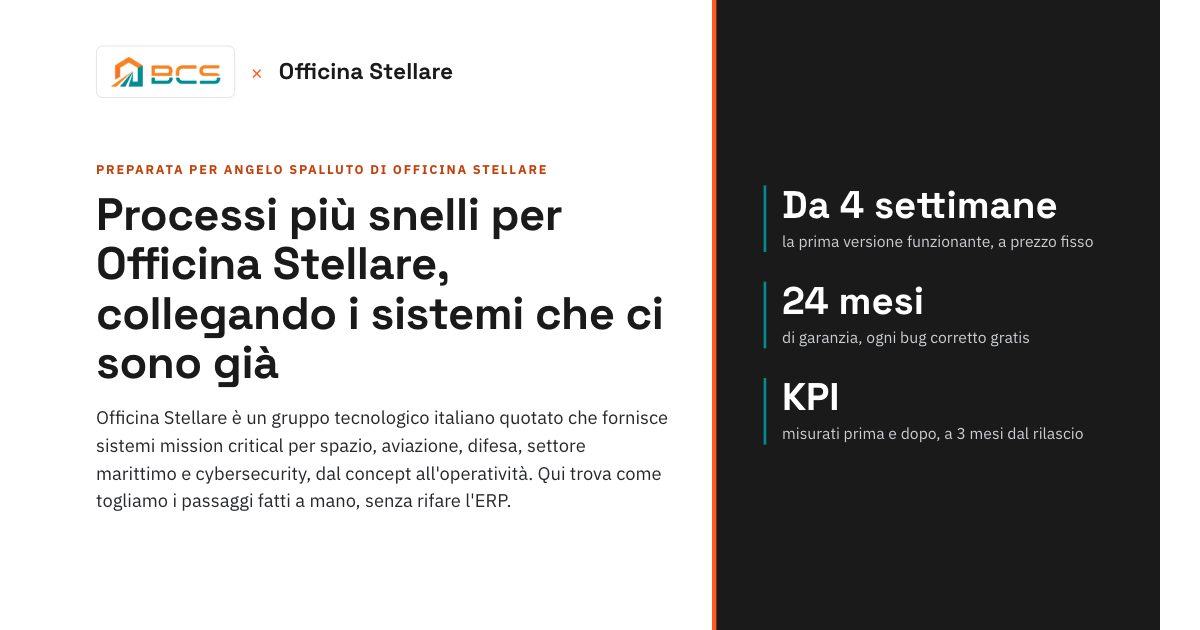 BCS × Officina Stellare
PREPARATA PER ANGELO SPALLUTO DI OFFICINA STELLARE
Processi più snelli per
Officina Stellare,
collegando i sistemi che ci
sono già
Officina Stellare è un gruppo tecnologico italiano quotato che fornisce
sistemi mission critical per spazio, aviazione, difesa, settore
marittimo e cybersecurity, dal concept all'operatività. Qui trova come
togliamo i passaggi fatti a mano, senza rifare l'ERP.
Da 4 settimane
la prima versione funzionante, a prezzo fisso
24 mesi
di garanzia, ogni bug corretto gratis
KPI
misurati prima e dopo, a 3 mesi dal rilascio